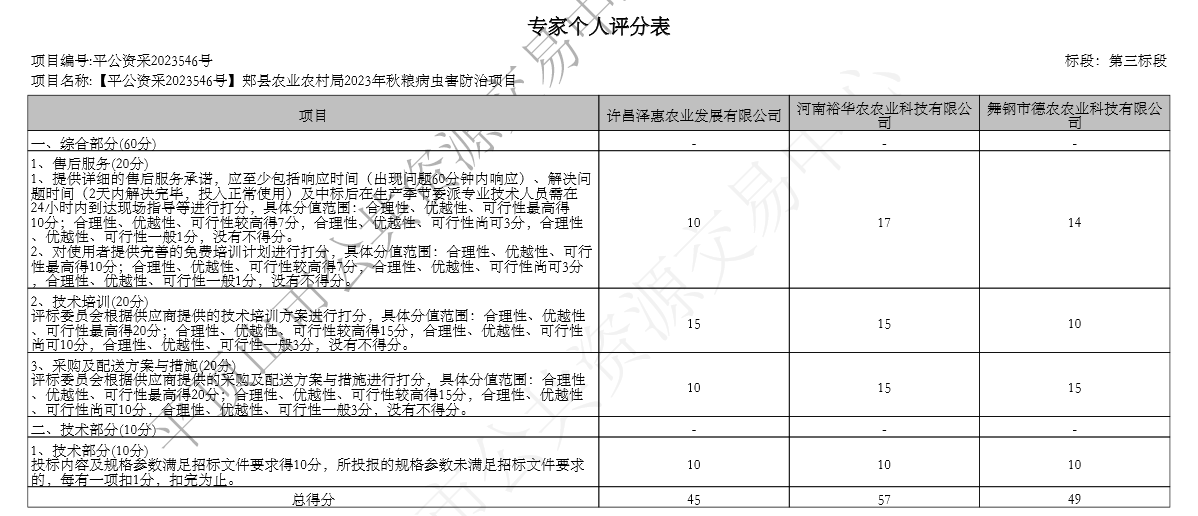 专家个人评分表
项目编号:平公资采2023546号
标段：第三标段
项目名称:【平公资采2023546号】郏县农业农村局2023年秋粮病虫害防治项目
项目
许昌泽惠农业发展有限公司
河南裕华农农业科技有限公
司
舞钢市德农农业科技有限公
司
一、综合部分(60分)
-
-
-
1、售后服务(20分)
1、提供详细的售后服务承诺，应至少包括响应时间（出现问题60分钟内响应）、解决问
题时间（2天内解决完毕，投入正常使用）及中标后在生产季节委派专业技术人员需在
24小时内到达现场指导等进行打分，具体分值范围：合理性、优越性、可行性最高得
10分；合理性、优越性、可行性较高得7分，合理性、优越性、可行性尚可3分，合理性
、优越性、可行性一般1分，没有不得分。
2、对使用者提供完善的免费培训计划进行打分，具体分值范围：合理性、优越性、可行
性最高得10分；合理性、优越性、可行性较高得7分，合理性、优越性、可行性尚可3分
，合理性、优越性、可行性一般1分，没有不得分。
10
17
14
2、技术培训(20分)
评标委员会根据供应商提供的技术培训方案进行打分，具体分值范围：合理性、优越性
、可行性最高得20分；合理性、优越性、可行性较高得15分，合理性、优越性、可行性
尚可10分，合理性、优越性、可行性一般3分，没有不得分。
15
15
10
3、采购及配送方案与措施(20分)
评标委员会根据供应商提供的采购及配送方案与措施进行打分，具体分值范围：合理性
、优越性、可行性最高得20分；合理性、优越性、可行性较高得15分，合理性、优越性
、可行性尚可10分，合理性、优越性、可行性一般3分，没有不得分。
10
15
15
二、技术部分(10分)
-
-
-
1、技术部分(10分)
投标内容及规格参数满足招标文件要求得10分，所投报的规格参数未满足招标文件要求
的，每有一项扣1分，扣完为止。
10
10
10
总得分
45
57
49
平顶山市公共资源交易中心
市公共资源交易中心